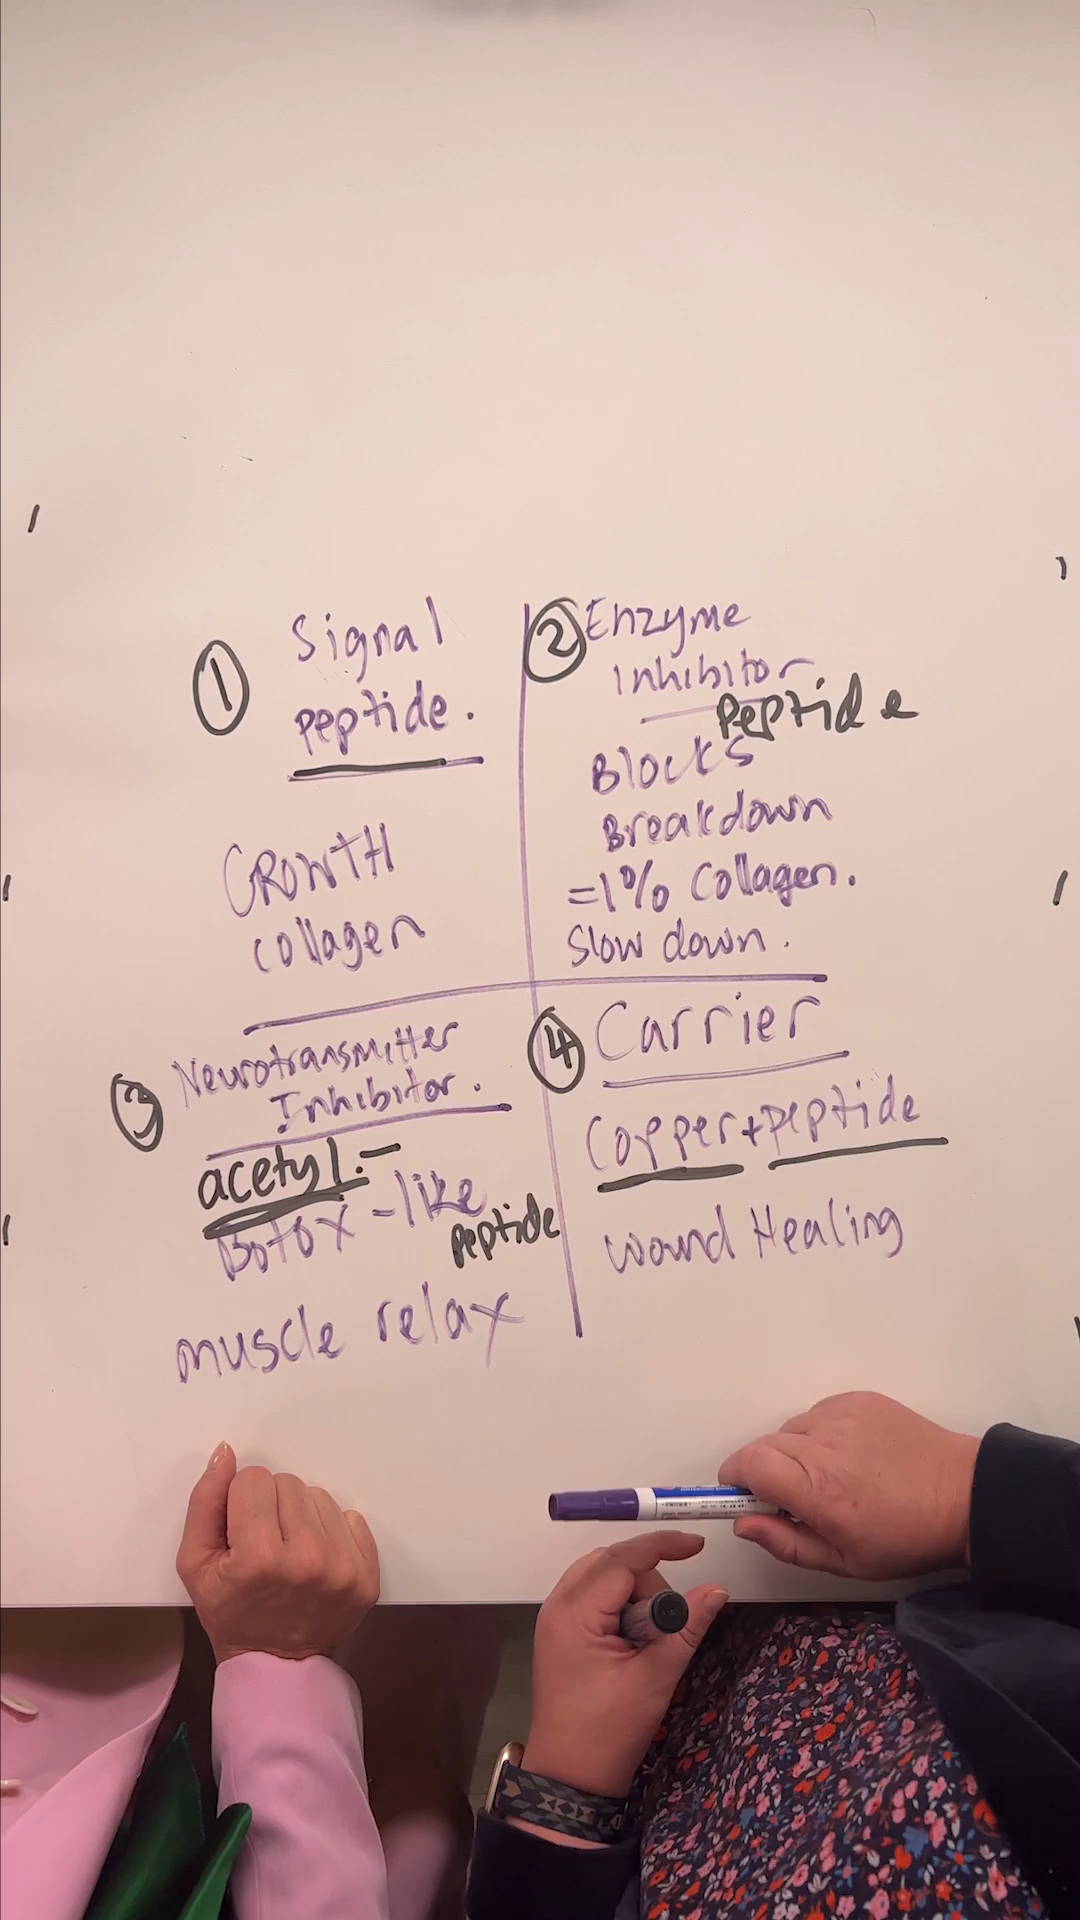 ① Signal
peptide.
GROWTH
collagen
② Enzyme
inhibitor
peptide
Blocks
Breakdown
=1% Collagen.
Slow down.
③ Neurotransmitter
Inhibitor.
acetyl.-
Botox-like
peptide
muscle relax
④ Carrier
Copper+peptide
wound Healing